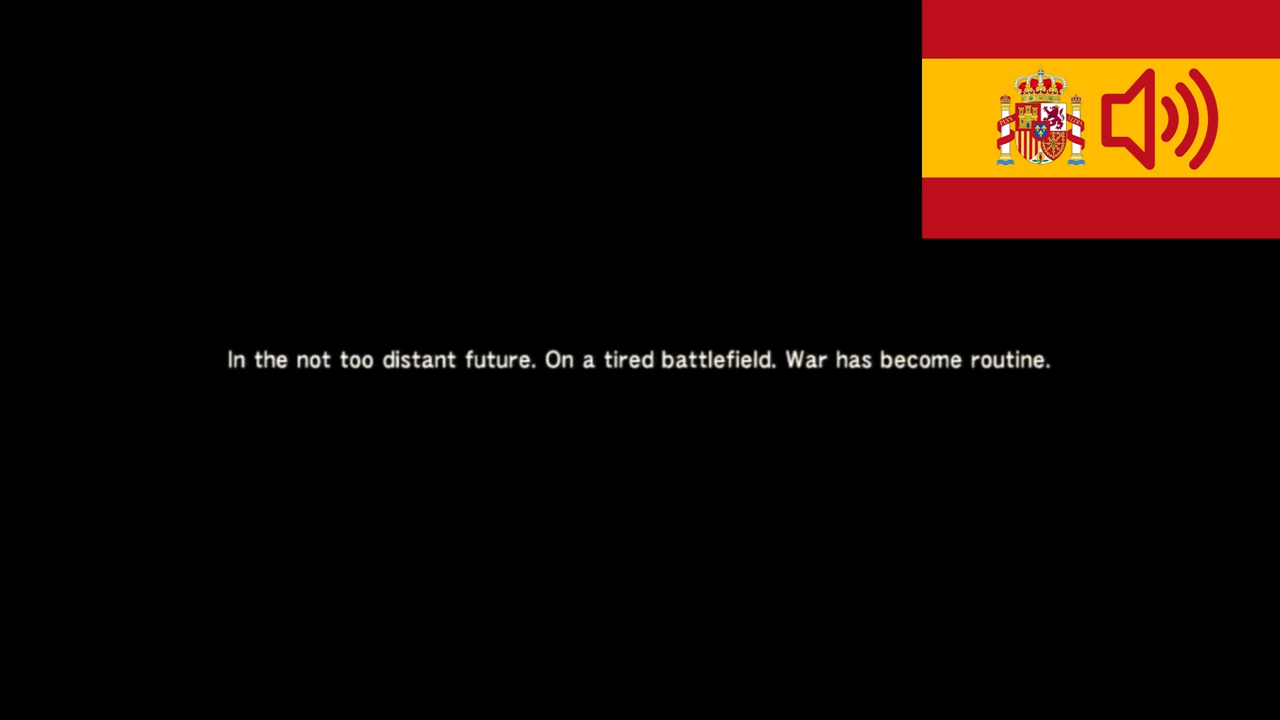 In the not too distant future. On a tired battlefield. War has become routine.